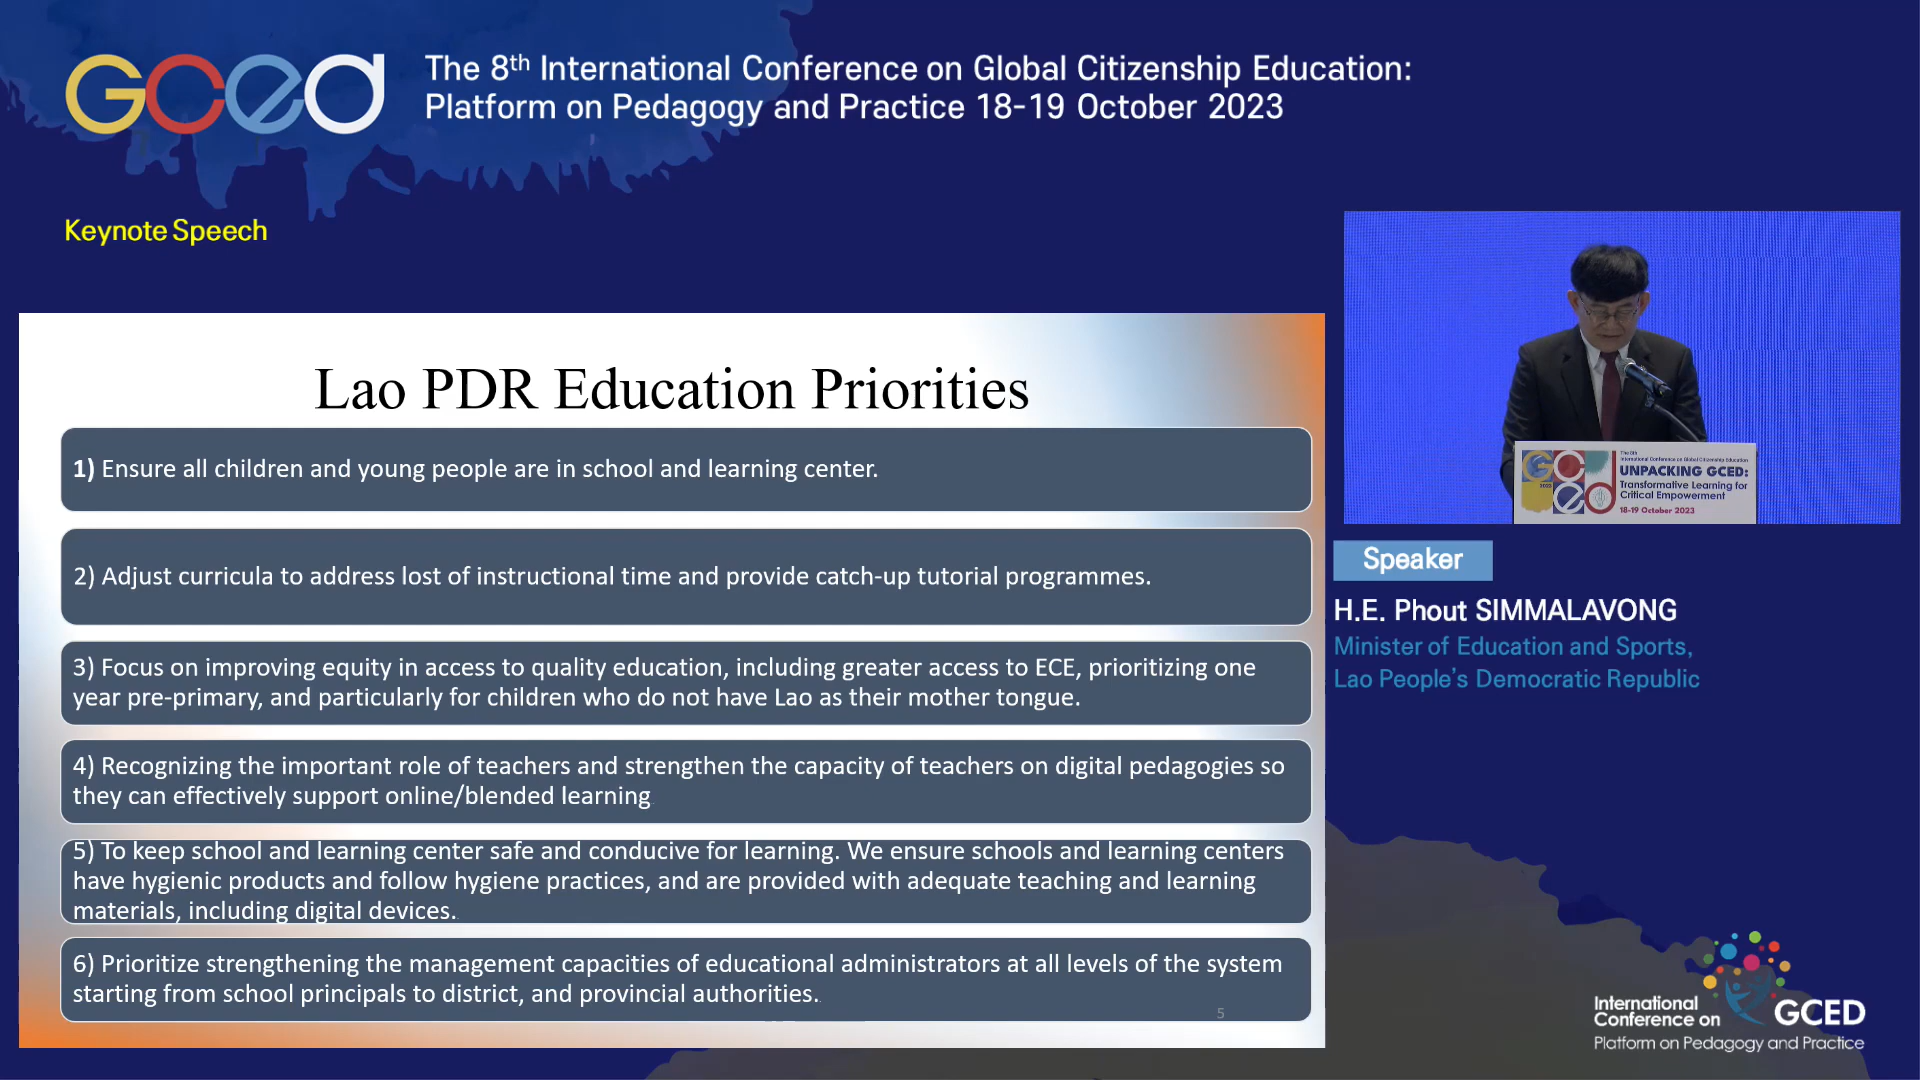 GCed
The 8th International Conference on Global Citizenship Education:
Platform on Pedagogy and Practice 18-19 October 2023
Keynote Speech
Lao PDR Education Priorities
1) Ensure all children and young people are in school and learning center.
2) Adjust curricula to address lost of instructional time and provide catch-up tutorial programmes.
3) Focus on improving equity in access to quality education, including greater access to ECE, prioritizing one
year pre-primary, and particularly for children who do not have Lao as their mother tongue.
4) Recognizing the important role of teachers and strengthen the capacity of teachers on digital pedagogies so
they can effectively support online/blended learning
5) To keep school and learning center safe and conducive for learning. We ensure schools and learning centers
have hygienic products and follow hygiene practices, and are provided with adequate teaching and learning
materials, including digital devices.
6) Prioritize strengthening the management capacities of educational administrators at all levels of the system
starting from school principals to district, and provincial authorities.
5
GCed
2023
The 8th
International Conference on Global Citizenship Education
UNPACKING GCED:
Transformative Learning for
Critical Empowerment
18-19 October 2023
Speaker
H.E. Phout SIMMALAVONG
Minister of Education and Sports,
Lao People's Democratic Republic
International
Conference on GCED
Platform on Pedagogy and Practice